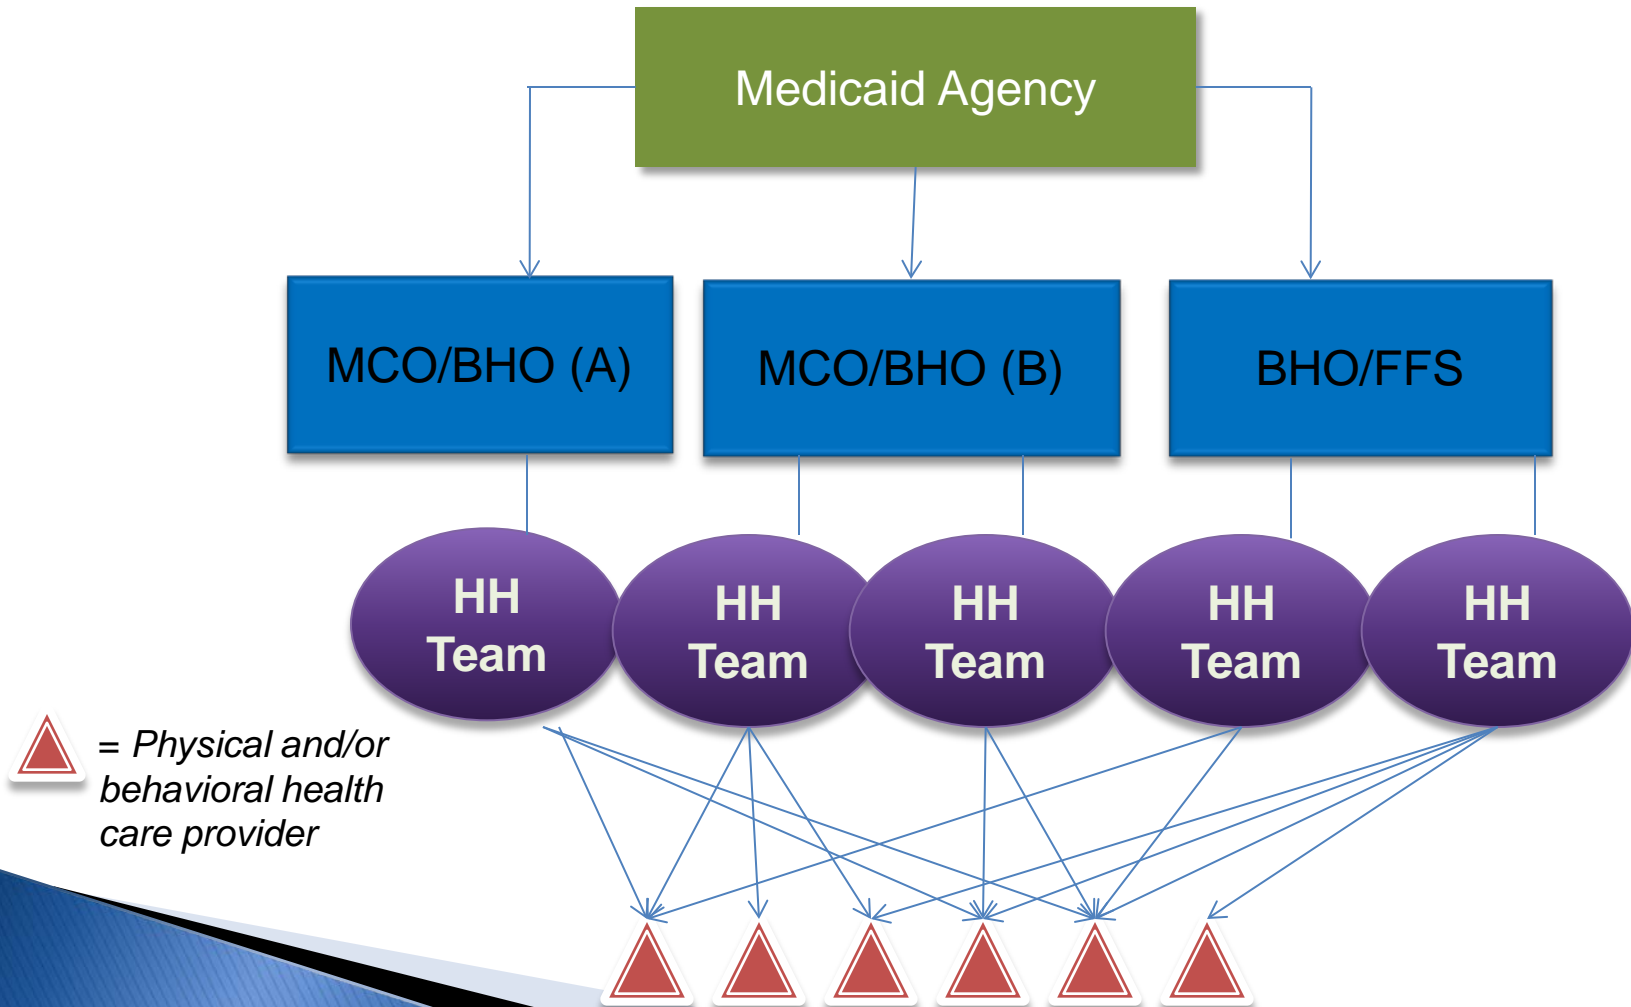 Medicaid Agency
MCO/BHO (A)
MCO/BHO (B)
BHO/FFS
HH
Team
HH
Team
HH
Team
HH
Team
HH
Team
= Physical and/or
behavioral health
care provider